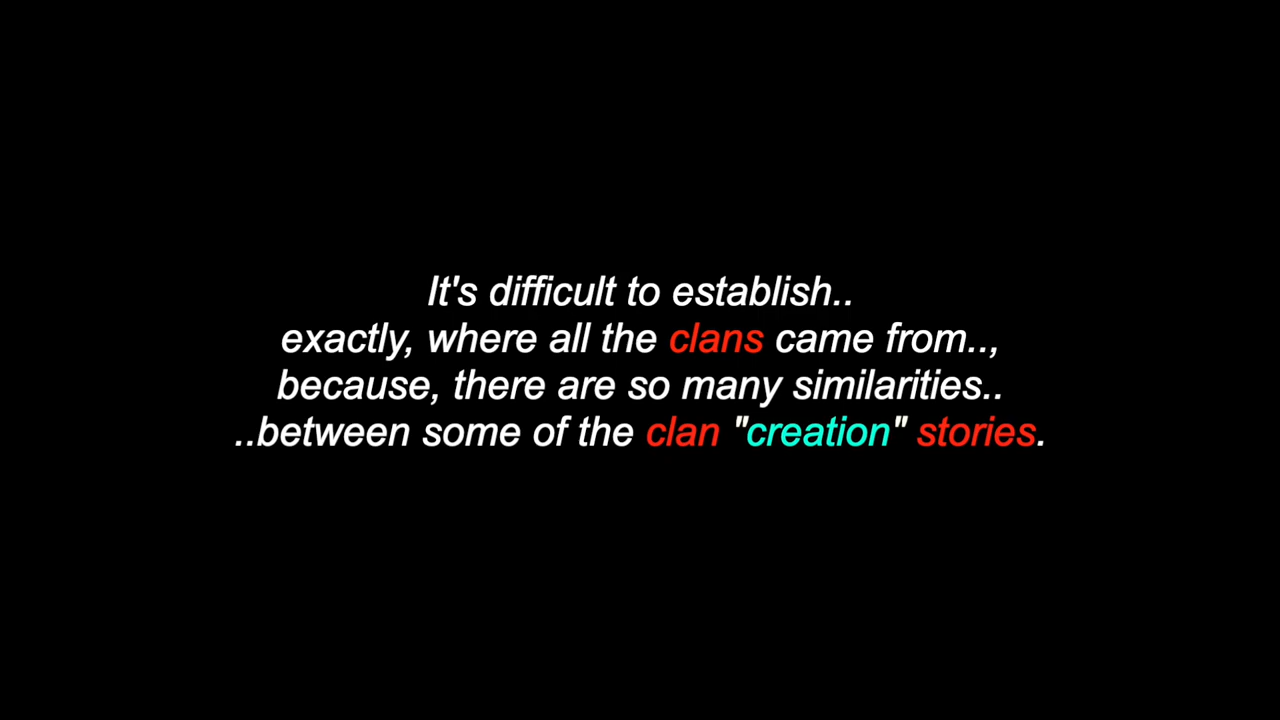 It's difficult to establish..
exactly, where all the clans came from..,
because, there are so many similarities..
..between some of the clan "creation" stories.